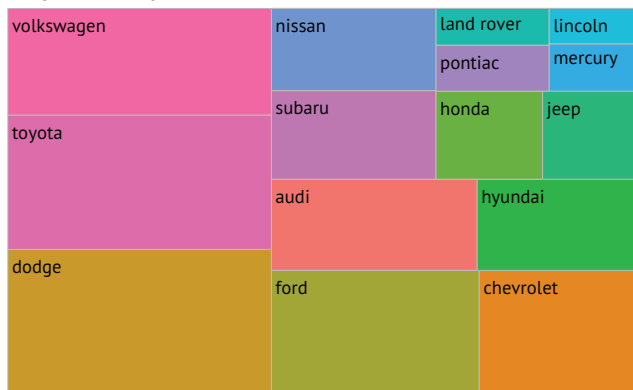 volkswagen
toyota
dodge
nissan
subaru
audi
ford
land rover
pontiac
honda
lincoln
mercury
jeep
hyundai
chevrolet